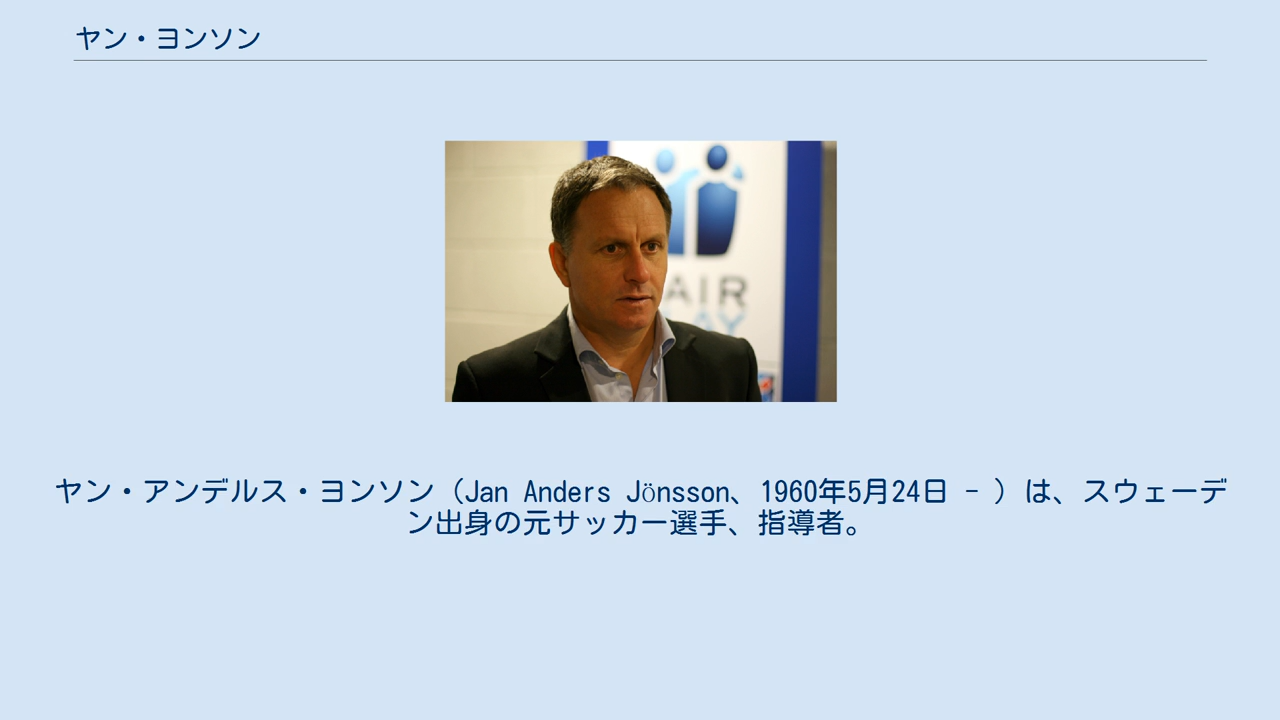 ヤン・ヨンソン
AIR
AY
ヤン・アンデルス・ヨンソン（Jan Anders Jönsson、1960年5月24日 - ）は、スウェーデ
ン出身の元サッカー選手、指導者。